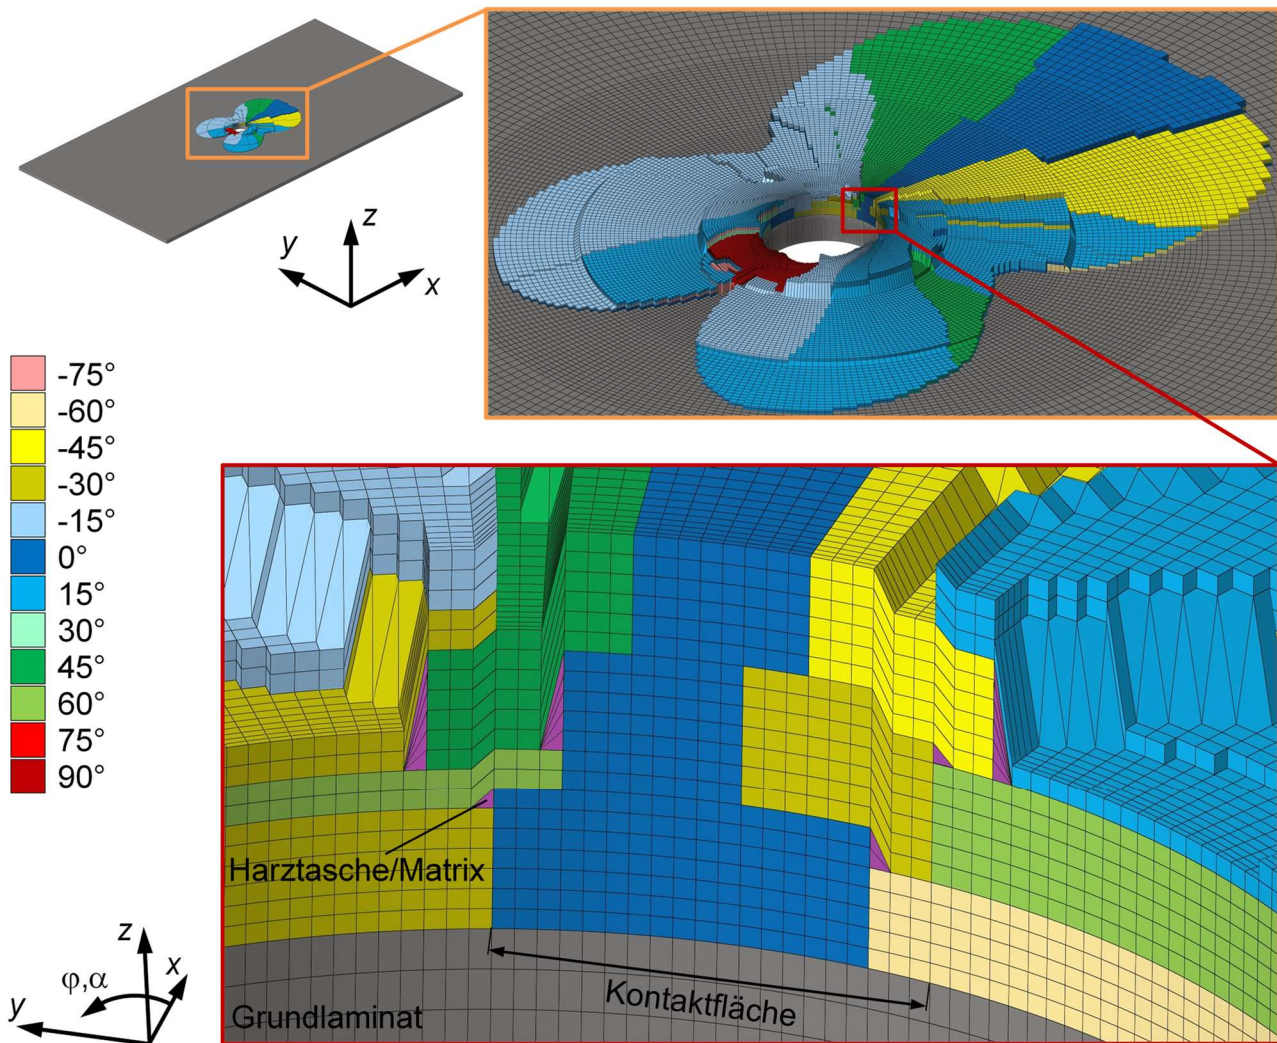 z
y
x
-75°
-60°
-45°
-30°
-15°
0°
15°
30°
45°
60°
75°
90°
Harztasche/Matrix
z
x
φ,α
y
Grundlaminat
Kontaktfläche